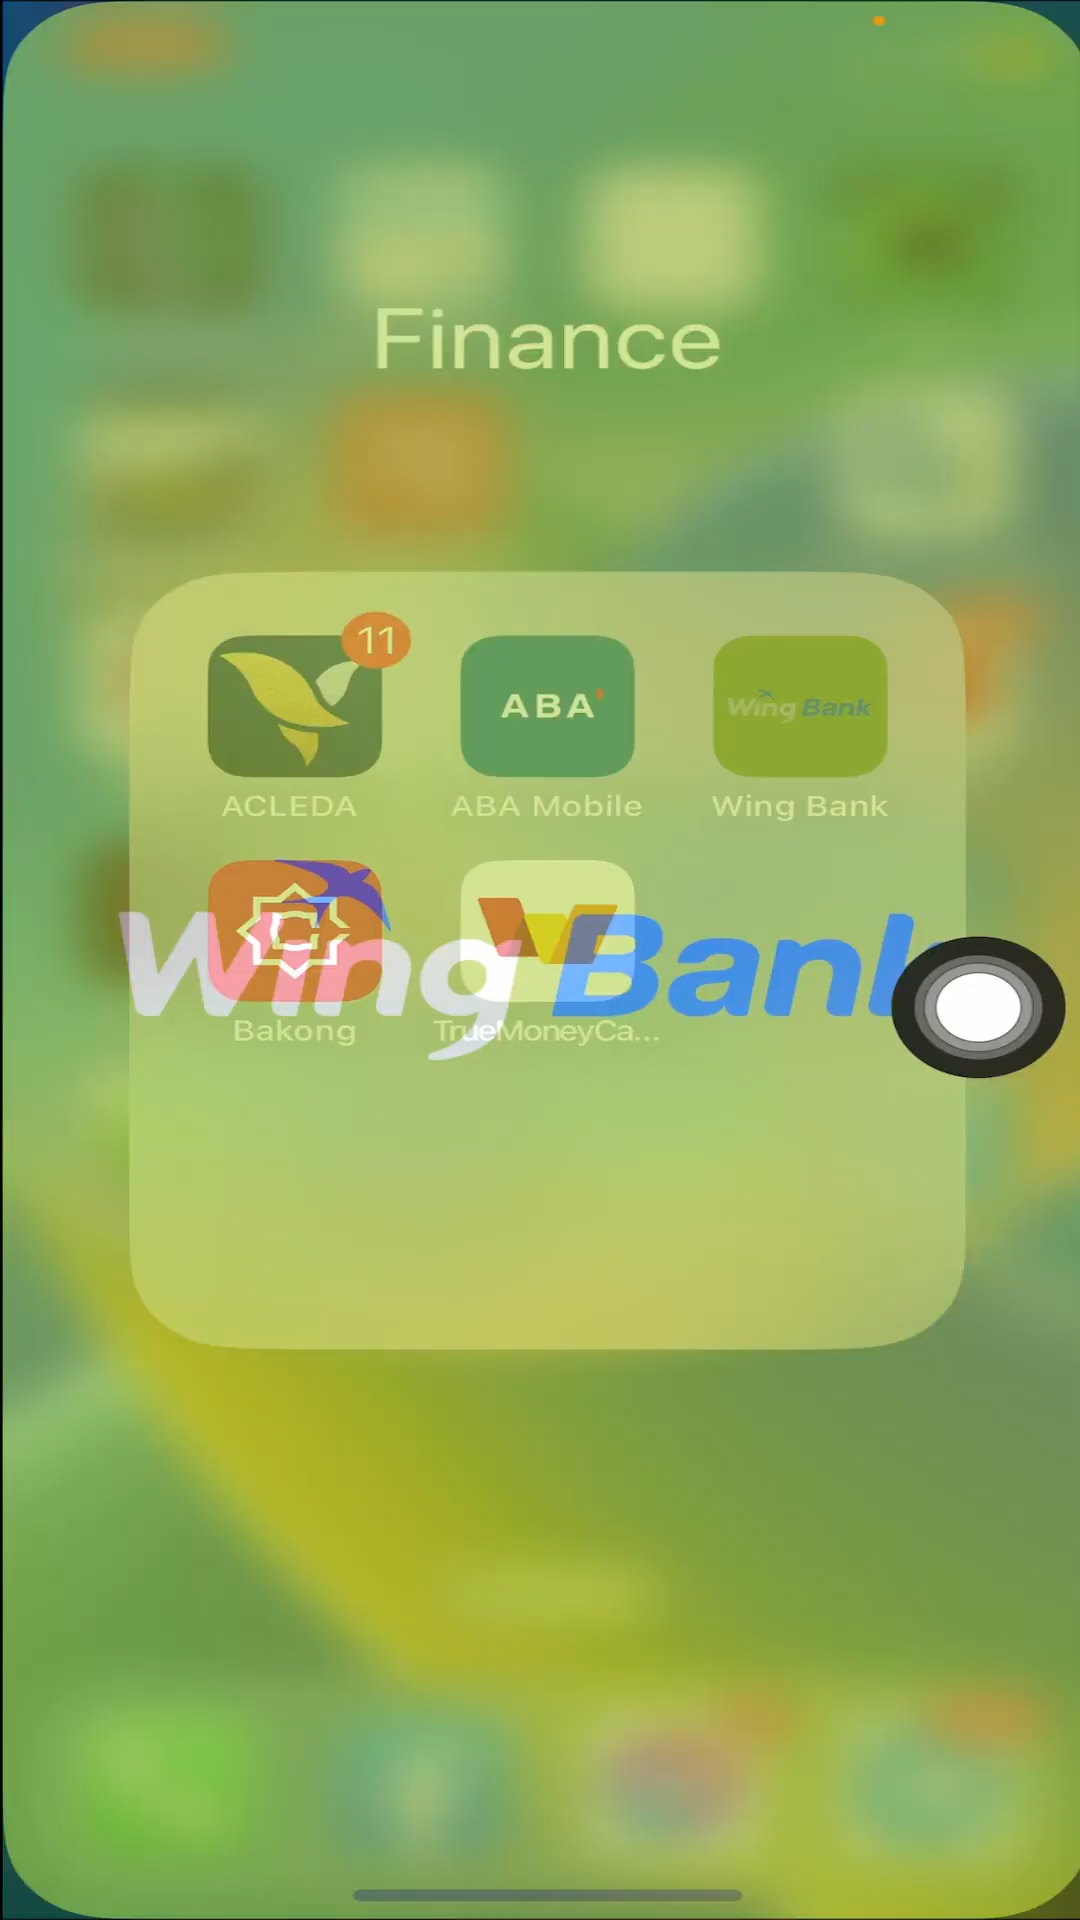 Finance
11
ABA'
Wing Bank
ACLEDA
ABA Mobile
Wing Bank
Wing Bank
Bakong
TrueMoneyCa...